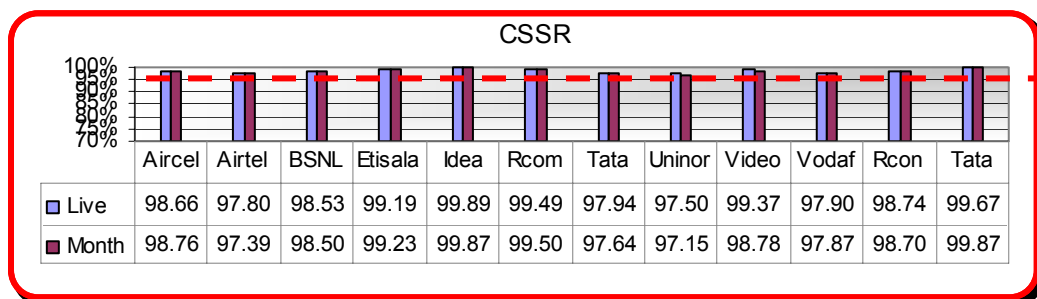 CSSR
100%
95%
90%
85%
80%
75%
70%
Aircel Airtel BSNL Etisala Idea Rcom Tata Uninor Video Vodaf Rcon Tata
Live 98.66 97.80 98.53 99.19 99.89 99.49 97.94 97.50 99.37 97.90 98.74 99.67
Month 98.76 97.39 98.50 99.23 99.87 99.50 97.64 97.15 98.78 97.87 98.70 99.87